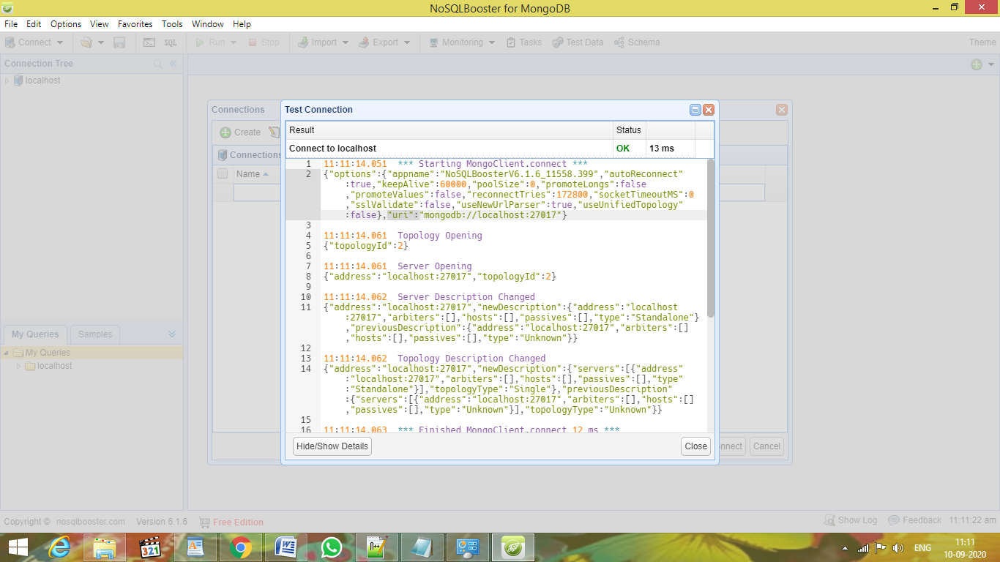 NoSQLBooster for MongoDB
File Edit Options View Favorites Tools Window Help
Connect SQL Run Stop Import Export Monitoring Tasks Test Data Schema Theme
Connection Tree
localhost
Connections
Create
Connections
Name
Test Connection
Result Status
Connect to localhost OK 13 ms
1 11:11:14.051 *** Starting MongoClient.connect ***
2 {"options":{"appname":"NoSQLBoosterV6.1.6_11558.399","autoReconnect"
:true,"keepAlive":60000,"poolSize":0,"promoteLongs":false
,"promoteValues":false,"reconnectTries":172800,"socketTimeoutMS":0
,"sslValidate":false,"useNewUrlParser":true,"useUnifiedTopology"
:false},"uri":"mongodb://localhost:27017"}
3
4 11:11:14.061 Topology Opening
5 {"topologyId":2}
6
7 11:11:14.061 Server Opening
8 {"address":"localhost:27017","topologyId":2}
9
10 11:11:14.062 Server Description Changed
11 {"address":"localhost:27017","newDescription":{"address":"localhost
:27017","arbiters":[],"hosts":[],"passives":[],"type":"Standalone"}
,"previousDescription":{"address":"localhost:27017","arbiters":[]
,"hosts":[],"passives":[],"type":"Unknown"}}
12
13 11:11:14.062 Topology Description Changed
14 {"address":"localhost:27017","newDescription":{"servers":[{"address"
:"localhost:27017","arbiters":[],"hosts":[],"passives":[],"type"
:"Standalone"}],"topologyType":"Single"},"previousDescription"
:{"servers":[{"address":"localhost:27017","arbiters":[],"hosts":[]
,"passives":[],"type":"Unknown"}],"topologyType":"Unknown"}}
15
16 11:11:14.063 *** Finished MongoClient.connect 12 ms ***
Hide/Show Details Close
nnect Cancel
My Queries Samples
My Queries
localhost
Copyright © nosqlbooster.com Version 6.1.6 Free Edition Show Log Feedback 11:11:22 am
321
ENG
11:11
10-09-2020